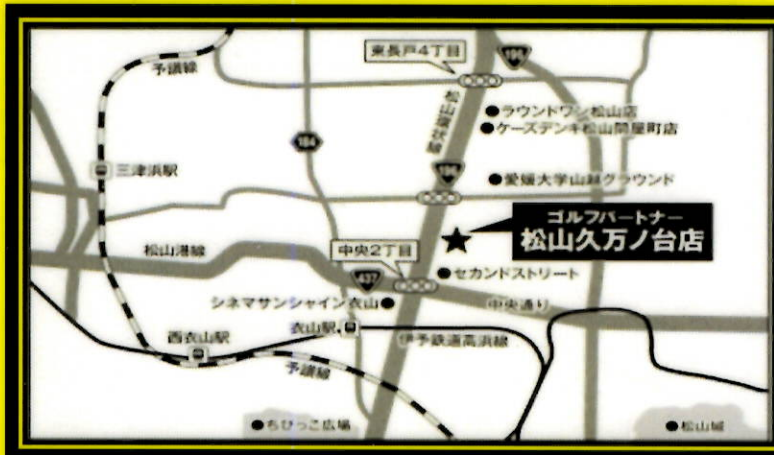 東長戸4丁目
196
予讃線
ラウンドワン松山店
ケーズデンキ松山問屋町店
184
三津浜駅
196
愛媛大学山越グラウンド
ゴルフパートナー
松山久万ノ台店
松山港線
中央2丁目
437
セカンドストリート
シネマサンシャイン衣山
中央通り
衣山駅
西衣山駅
伊予鉄道高浜線
予讃線
ちびっこ広場
松山城